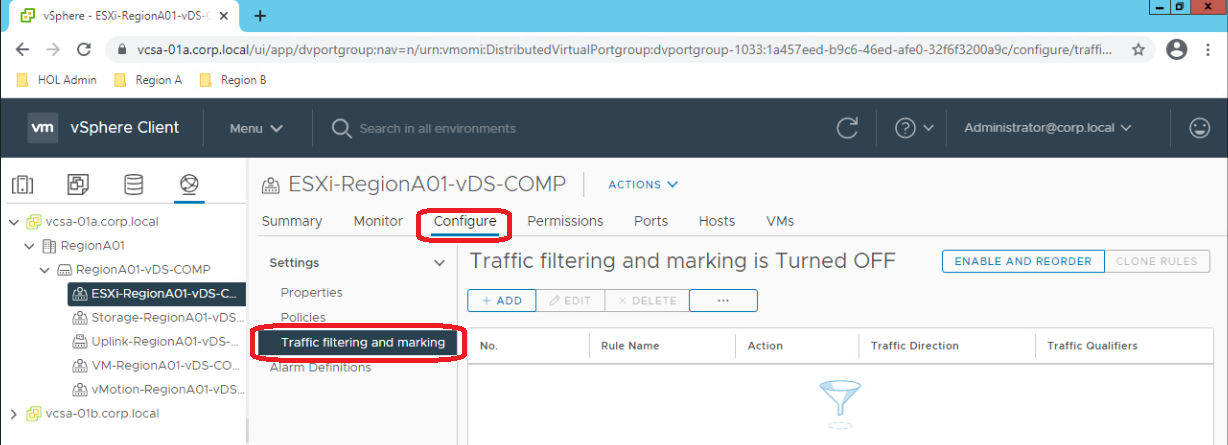 vSphere - ESXi-RegionA01-vDS-C
vcsa-01a.corp.local/ui/app/dvportgroup;nav=n/urn:vmomi:DistributedVirtualPortgroup:dvportgroup-1033:1a457eed-b9c6-46ed-afe0-32f6f3200a9c/configure/traffi...
HOL Admin Region A Region B
vm vSphere Client Menu Search in all environments Administrator@corp.local
ESXi-RegionA01-vDS-COMP ACTIONS
Summary Monitor Configure Permissions Ports Hosts VMs
vcsa-01a.corp.local
RegionA01
RegionA01-vDS-COMP
ESXi-RegionA01-vDS-C...
Storage-RegionA01-vDS...
Uplink-RegionA01-vDS-...
VM-RegionA01-vDS-CO...
vMotion-RegionA01-vDS...
vcsa-01b.corp.local
Settings
Properties
Policies
Traffic filtering and marking
Alarm Definitions
Traffic filtering and marking is Turned OFF ENABLE AND REORDER CLONE RULES
+ ADD EDIT × DELETE ...
No. Rule Name Action Traffic Direction Traffic Qualifiers